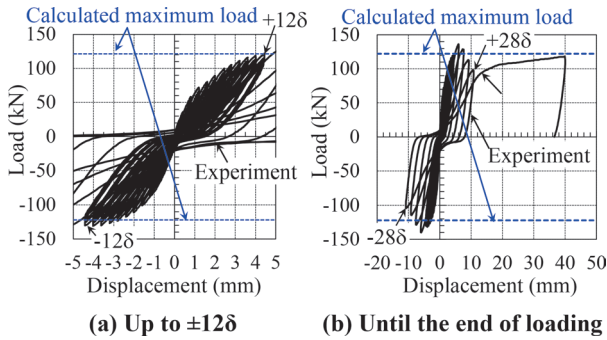 Calculated maximum load
Calculated maximum load
+12δ
+28δ
150
100
50
0
-50
-100
-150
Load (kN)
Experiment
-12δ
-5 -4 -3 -2 -1 0 1 2 3 4 5
Displacement (mm)
150
100
50
0
-50
-100
-150
Load (kN)
Experiment
-28δ
-20 -10 0 10 20 30 40 50
Displacement (mm)
(a) Up to ±12δ
(b) Until the end of loading